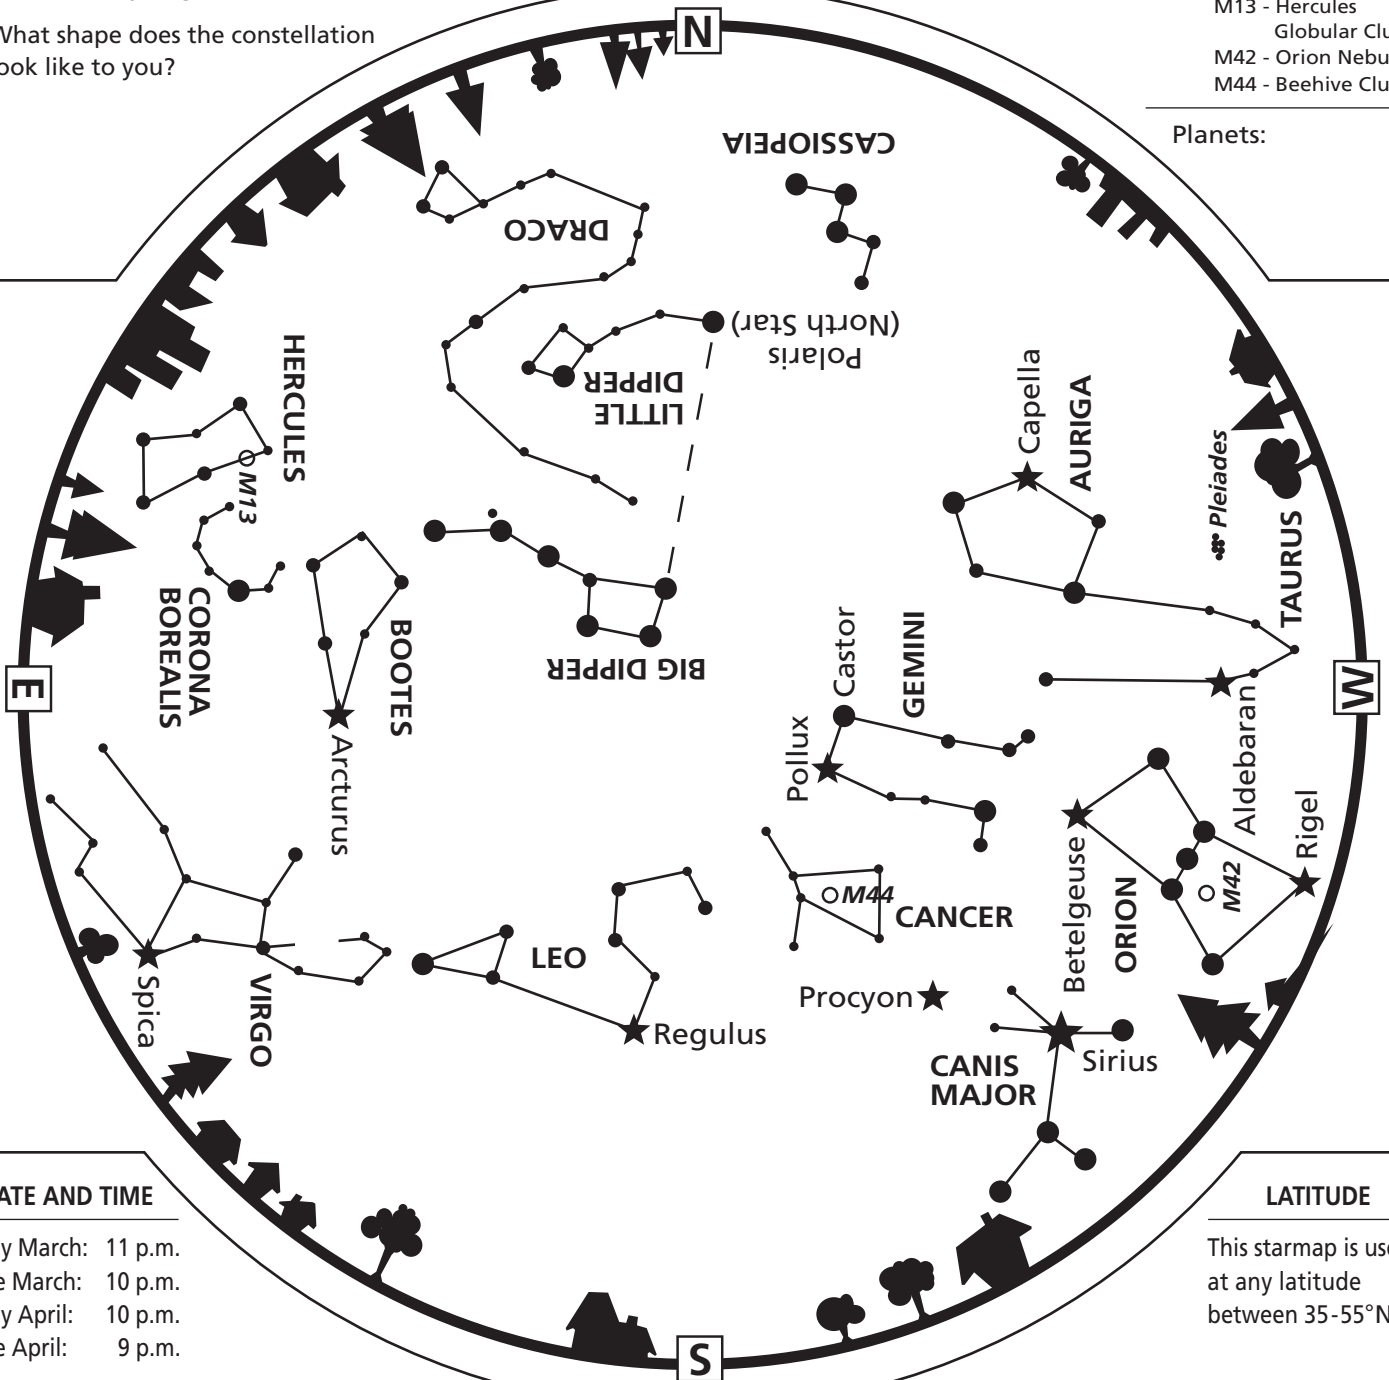 What shape does the constellation
look like to you?
M13 - Hercules
Globular Clu
M42 - Orion Nebu
M44 - Beehive Clu
Planets:
N
CASSIOPEIA
DRACO
Polaris
(North Star)
LITTLE
DIPPER
HERCULES
M13
Capella
AURIGA
Pleiades
TAURUS
CORONA
BOREALIS
BOOTES
BIG DIPPER
Castor
GEMINI
E
W
Arcturus
Pollux
Aldebaran
Rigel
M44
CANCER
Betelgeuse
ORION
M42
LEO
Spica
VIRGO
Procyon
Regulus
CANIS
MAJOR
Sirius
ATE AND TIME
y March: 11 p.m.
e March: 10 p.m.
y April: 10 p.m.
e April: 9 p.m.
LATITUDE
This starmap is use
at any latitude
between 35-55°N
S